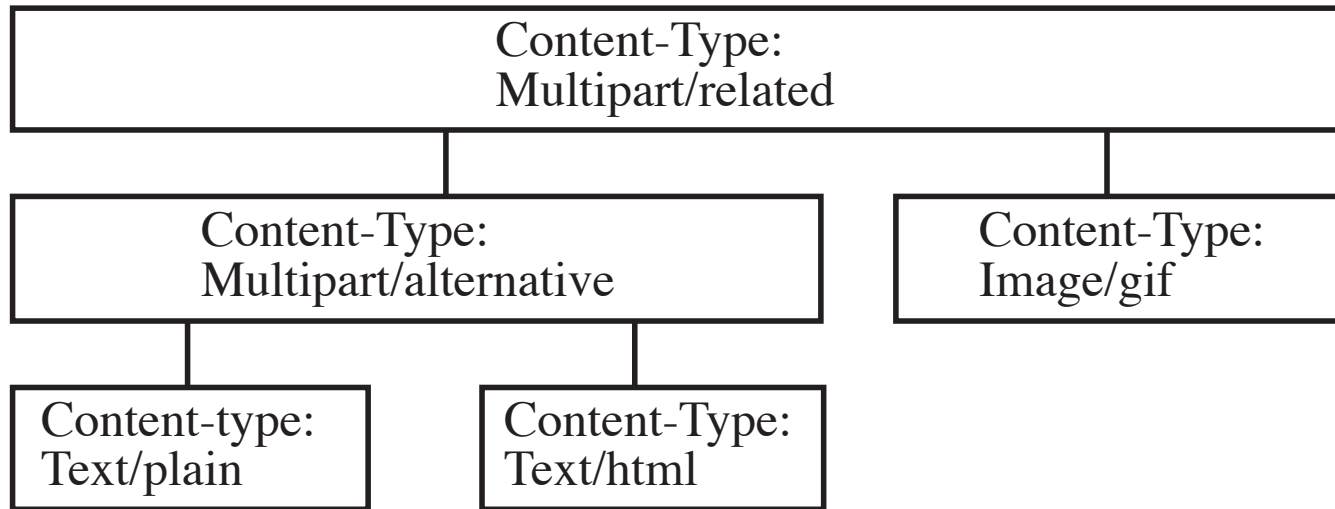 Content-Type:
Multipart/related
Content-Type:
Multipart/alternative
Content-Type:
Image/gif
Content-type:
Text/plain
Content-Type:
Text/html